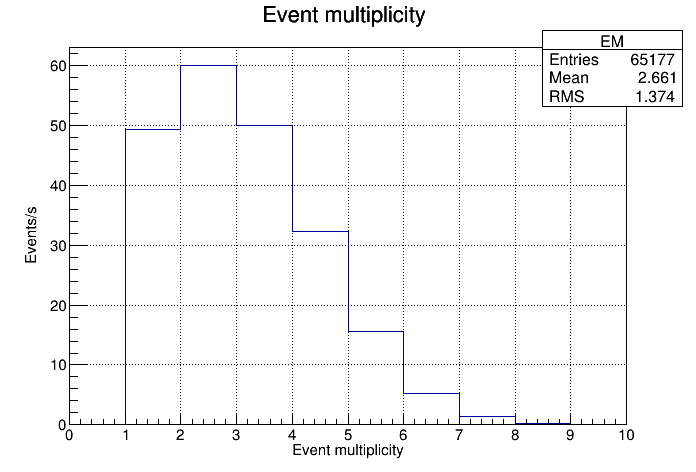 Event multiplicity
EM
Entries 65177
Mean 2.661
RMS 1.374
60
50
40
30
20
10
0
Events/s
0 1 2 3 4 5 6 7 8 9 10
Event multiplicity